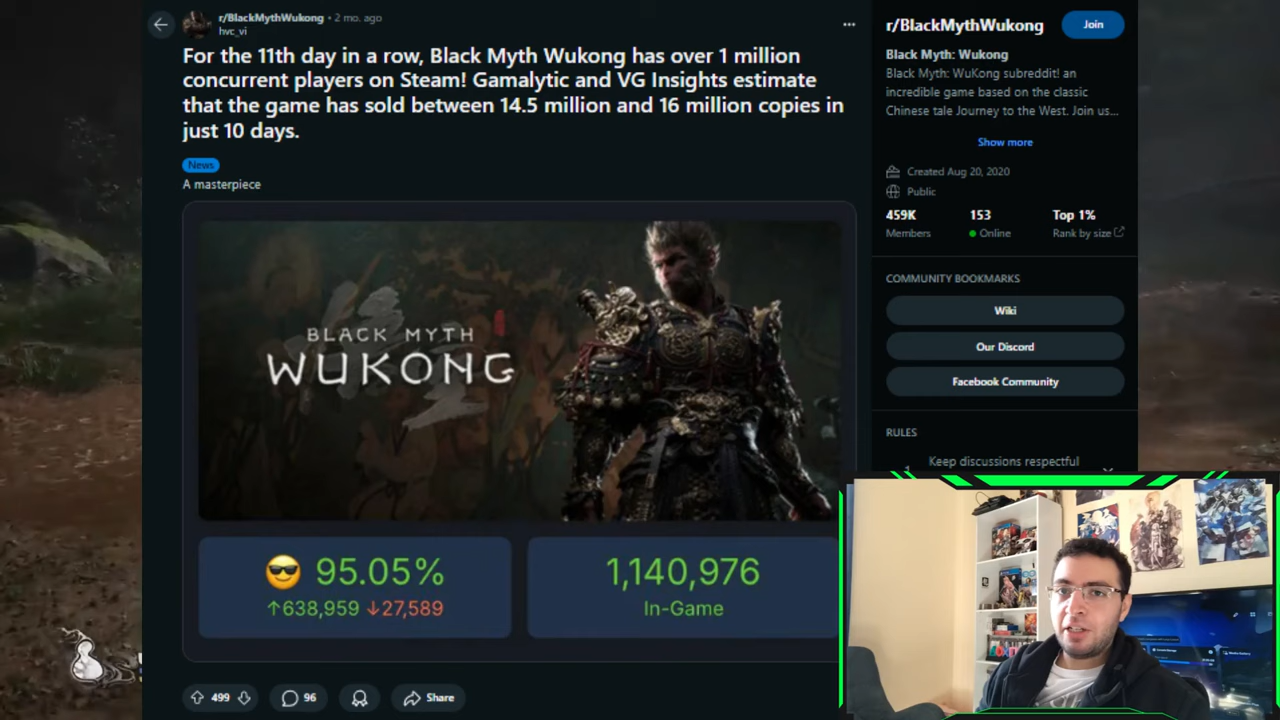 r/BlackMythWukong • 2 mo. ago
hvc_vi
For the 11th day in a row, Black Myth Wukong has over 1 million
concurrent players on Steam! Gamalytic and VG Insights estimate
that the game has sold between 14.5 million and 16 million copies in
just 10 days.
News
A masterpiece
BLACK MYTH
WUKONG
😎 95.05%
↑638,959 ↓27,589
1,140,976
In-Game
499
96
Share
r/BlackMythWukong
Join
Black Myth: Wukong
Black Myth: WuKong subreddit! an
incredible game based on the classic
Chinese tale Journey to the West. Join us...
Show more
Created Aug 20, 2020
Public
459K
Members
153
Online
Top 1%
Rank by size
COMMUNITY BOOKMARKS
Wiki
Our Discord
Facebook Community
RULES
1
Keep discussions respectful